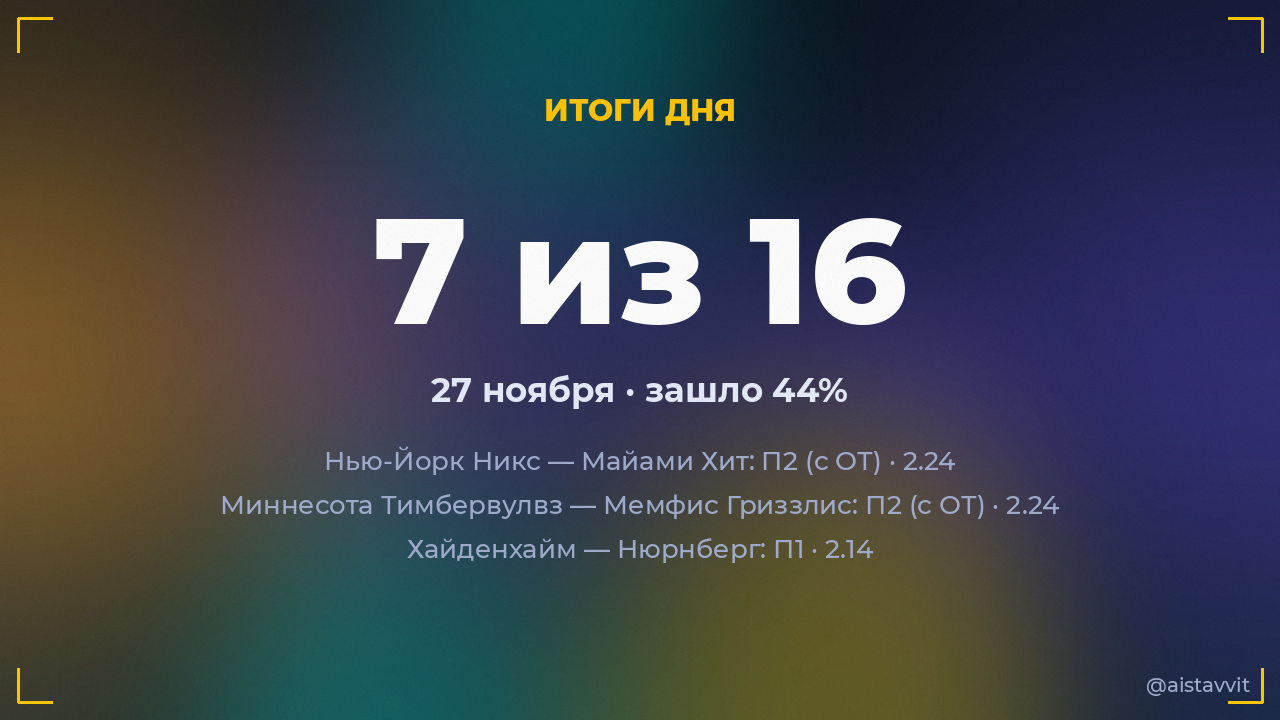 ИТОГИ ДНЯ
7 из 16
27 ноября · зашло 44%
Нью-Йорк Никс — Майами Хит: П2 (с ОТ) · 2.24
Миннесота Тимбервулвз — Мемфис Гриззлис: П2 (с ОТ) · 2.24
Хайденхайм — Нюрнберг: П1 · 2.14
@aistavvit